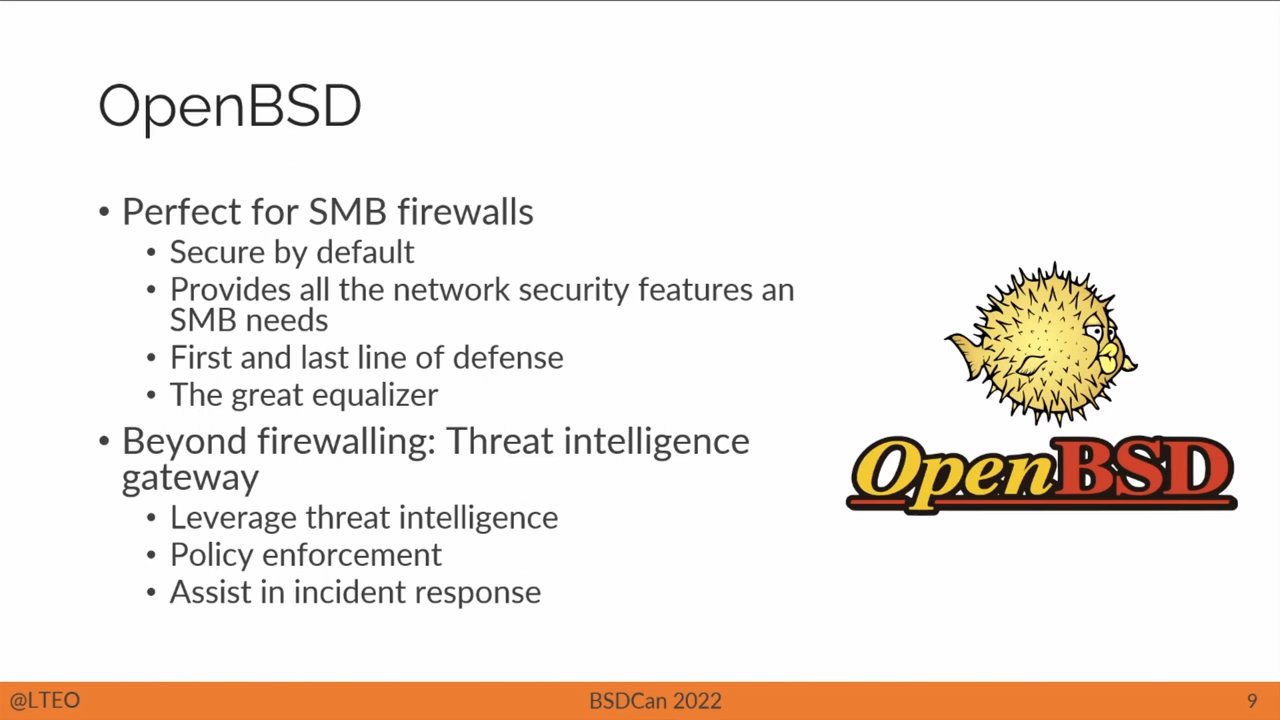 OpenBSD
• Perfect for SMB firewalls
• Secure by default
• Provides all the network security features an
SMB needs
• First and last line of defense
• The great equalizer
• Beyond firewalling: Threat intelligence
gateway
• Leverage threat intelligence
• Policy enforcement
• Assist in incident response
OpenBSD
@LTEO
BSDCan 2022
9